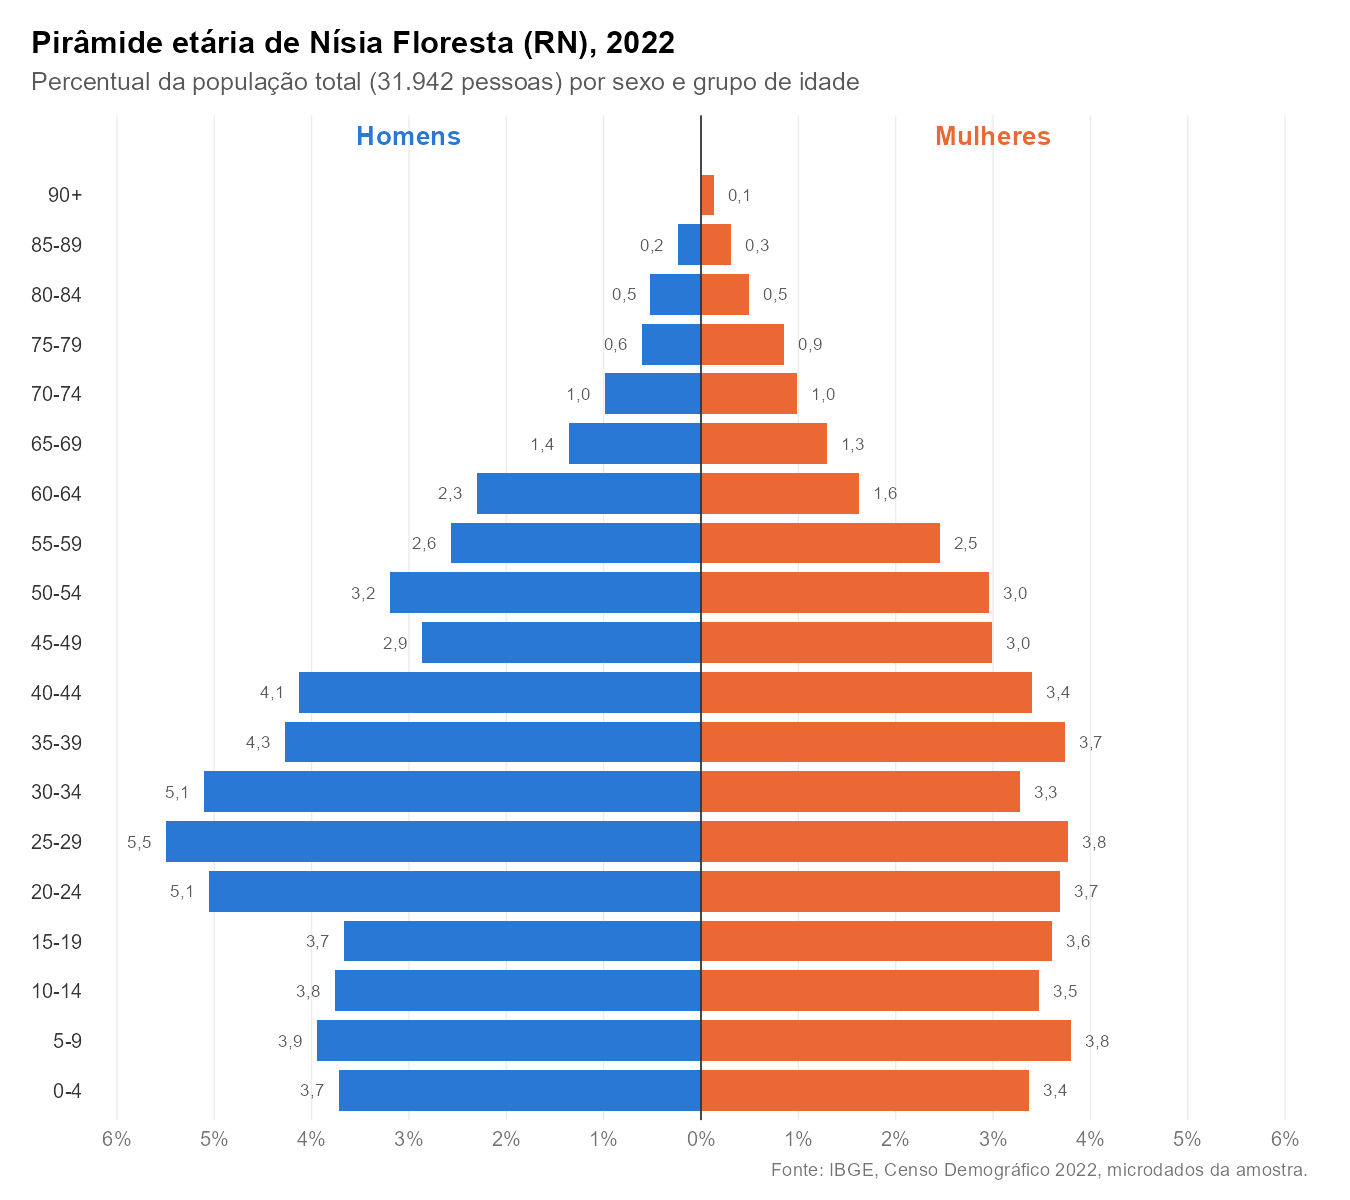 Pirâmide etária de Nísia Floresta (RN), 2022
Percentual da população total (31.942 pessoas) por sexo e grupo de idade
Homens Mulheres
90+ 0,1
85-89 0,2 0,3
80-84 0,5 0,5
75-79 0,6 0,9
70-74 1,0 1,0
65-69 1,4 1,3
60-64 2,3 1,6
55-59 2,6 2,5
50-54 3,2 3,0
45-49 2,9 3,0
40-44 4,1 3,4
35-39 4,3 3,7
30-34 5,1 3,3
25-29 5,5 3,8
20-24 5,1 3,7
15-19 3,7 3,6
10-14 3,8 3,5
5-9 3,9 3,8
0-4 3,7 3,4
6% 5% 4% 3% 2% 1% 0% 1% 2% 3% 4% 5% 6%
Fonte: IBGE, Censo Demográfico 2022, microdados da amostra.